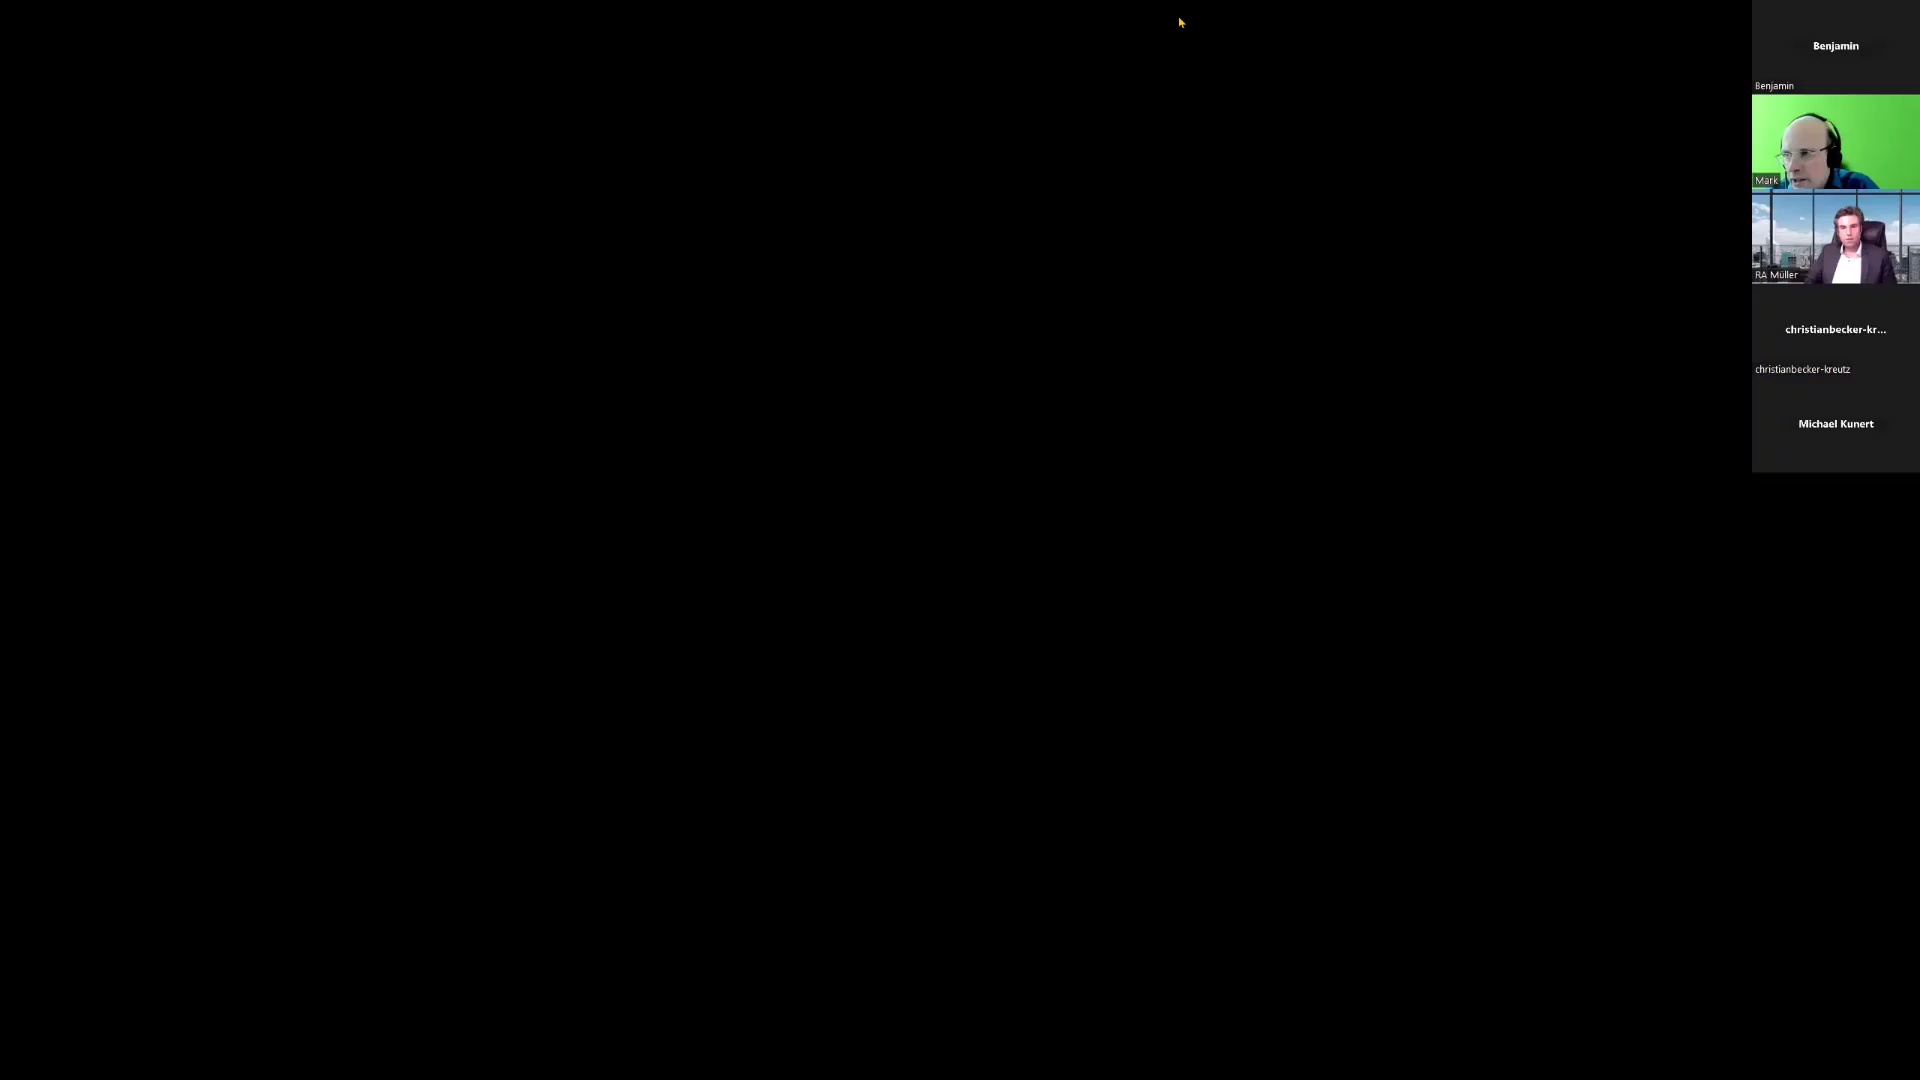 Benjamin
Benjamin
Mark
RA Müller
christianbecker-kr...
christianbecker-kreutz
Michael Kunert